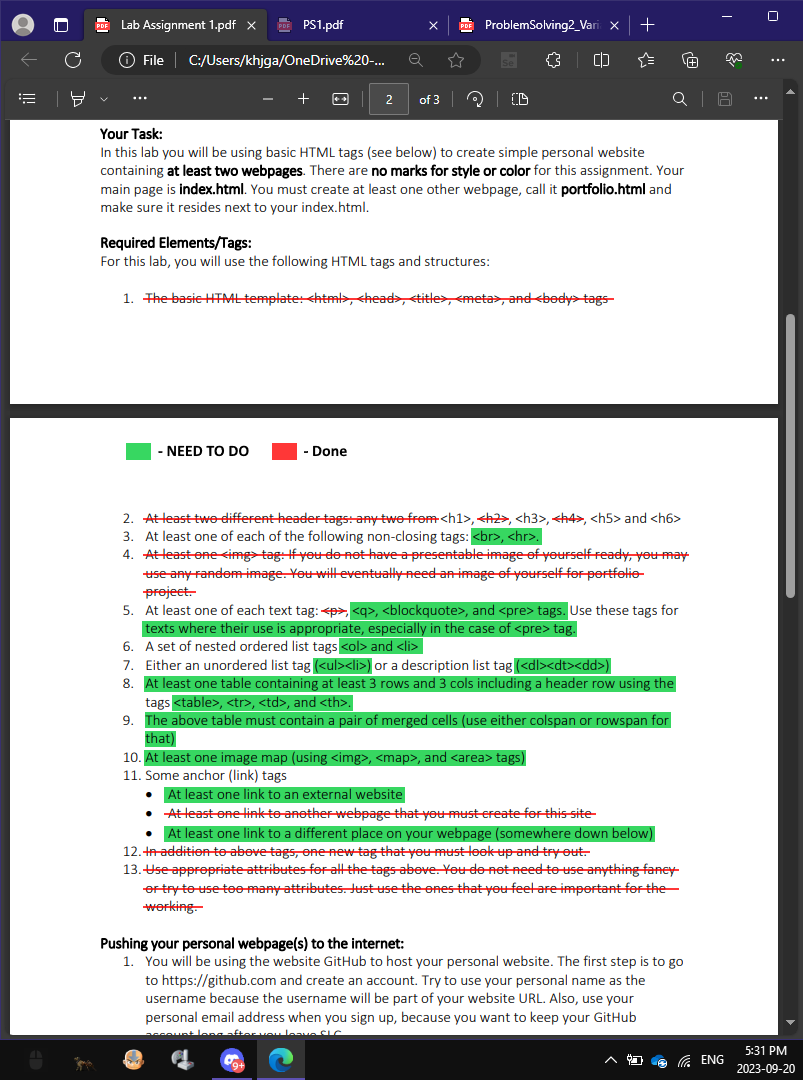 Lab Assignment 1.pdf
PS1.pdf
ProblemSolving2_Vari
File
C:/Users/khjga/OneDrive%20-...
2 of 3
Your Task:
In this lab you will be using basic HTML tags (see below) to create simple personal website
containing at least two webpages. There are no marks for style or color for this assignment. Your
main page is index.html. You must create at least one other webpage, call it portfolio.html and
make sure it resides next to your index.html.
Required Elements/Tags:
For this lab, you will use the following HTML tags and structures:
1. The basic HTML template: <html>, <head>, <title>, <meta>, and <body> tags
- NEED TO DO - Done
2. At least two different header tags: any two from <h1>, <h2>, <h3>, <h4>, <h5> and <h6>
3. At least one of each of the following non-closing tags: <br>, <hr>.
4. At least one <img> tag: If you do not have a presentable image of yourself ready, you may
use any random image. You will eventually need an image of yourself for portfolio
project.
5. At least one of each text tag: <p>, <q>, <blockquote>, and <pre> tags. Use these tags for
texts where their use is appropriate, especially in the case of <pre> tag.
6. A set of nested ordered list tags <ol> and <li>
7. Either an unordered list tag (<ul><li>) or a description list tag (<dl><dt><dd>)
8. At least one table containing at least 3 rows and 3 cols including a header row using the
tags <table>, <tr>, <td>, and <th>.
9. The above table must contain a pair of merged cells (use either colspan or rowspan for
that)
10. At least one image map (using <img>, <map>, and <area> tags)
11. Some anchor (link) tags
• At least one link to an external website
• At least one link to another webpage that you must create for this site
• At least one link to a different place on your webpage (somewhere down below)
12. In addition to above tags, one new tag that you must look up and try out.
13. Use appropriate attributes for all the tags above. You do not need to use anything fancy
or try to use too many attributes. Just use the ones that you feel are important for the
working.
Pushing your personal webpage(s) to the internet:
1. You will be using the website GitHub to host your personal website. The first step is to go
to https://github.com and create an account. Try to use your personal name as the
username because the username will be part of your website URL. Also, use your
personal email address when you sign up, because you want to keep your GitHub
account long after you leave SLC
9+
ENG
5:31 PM
2023-09-20